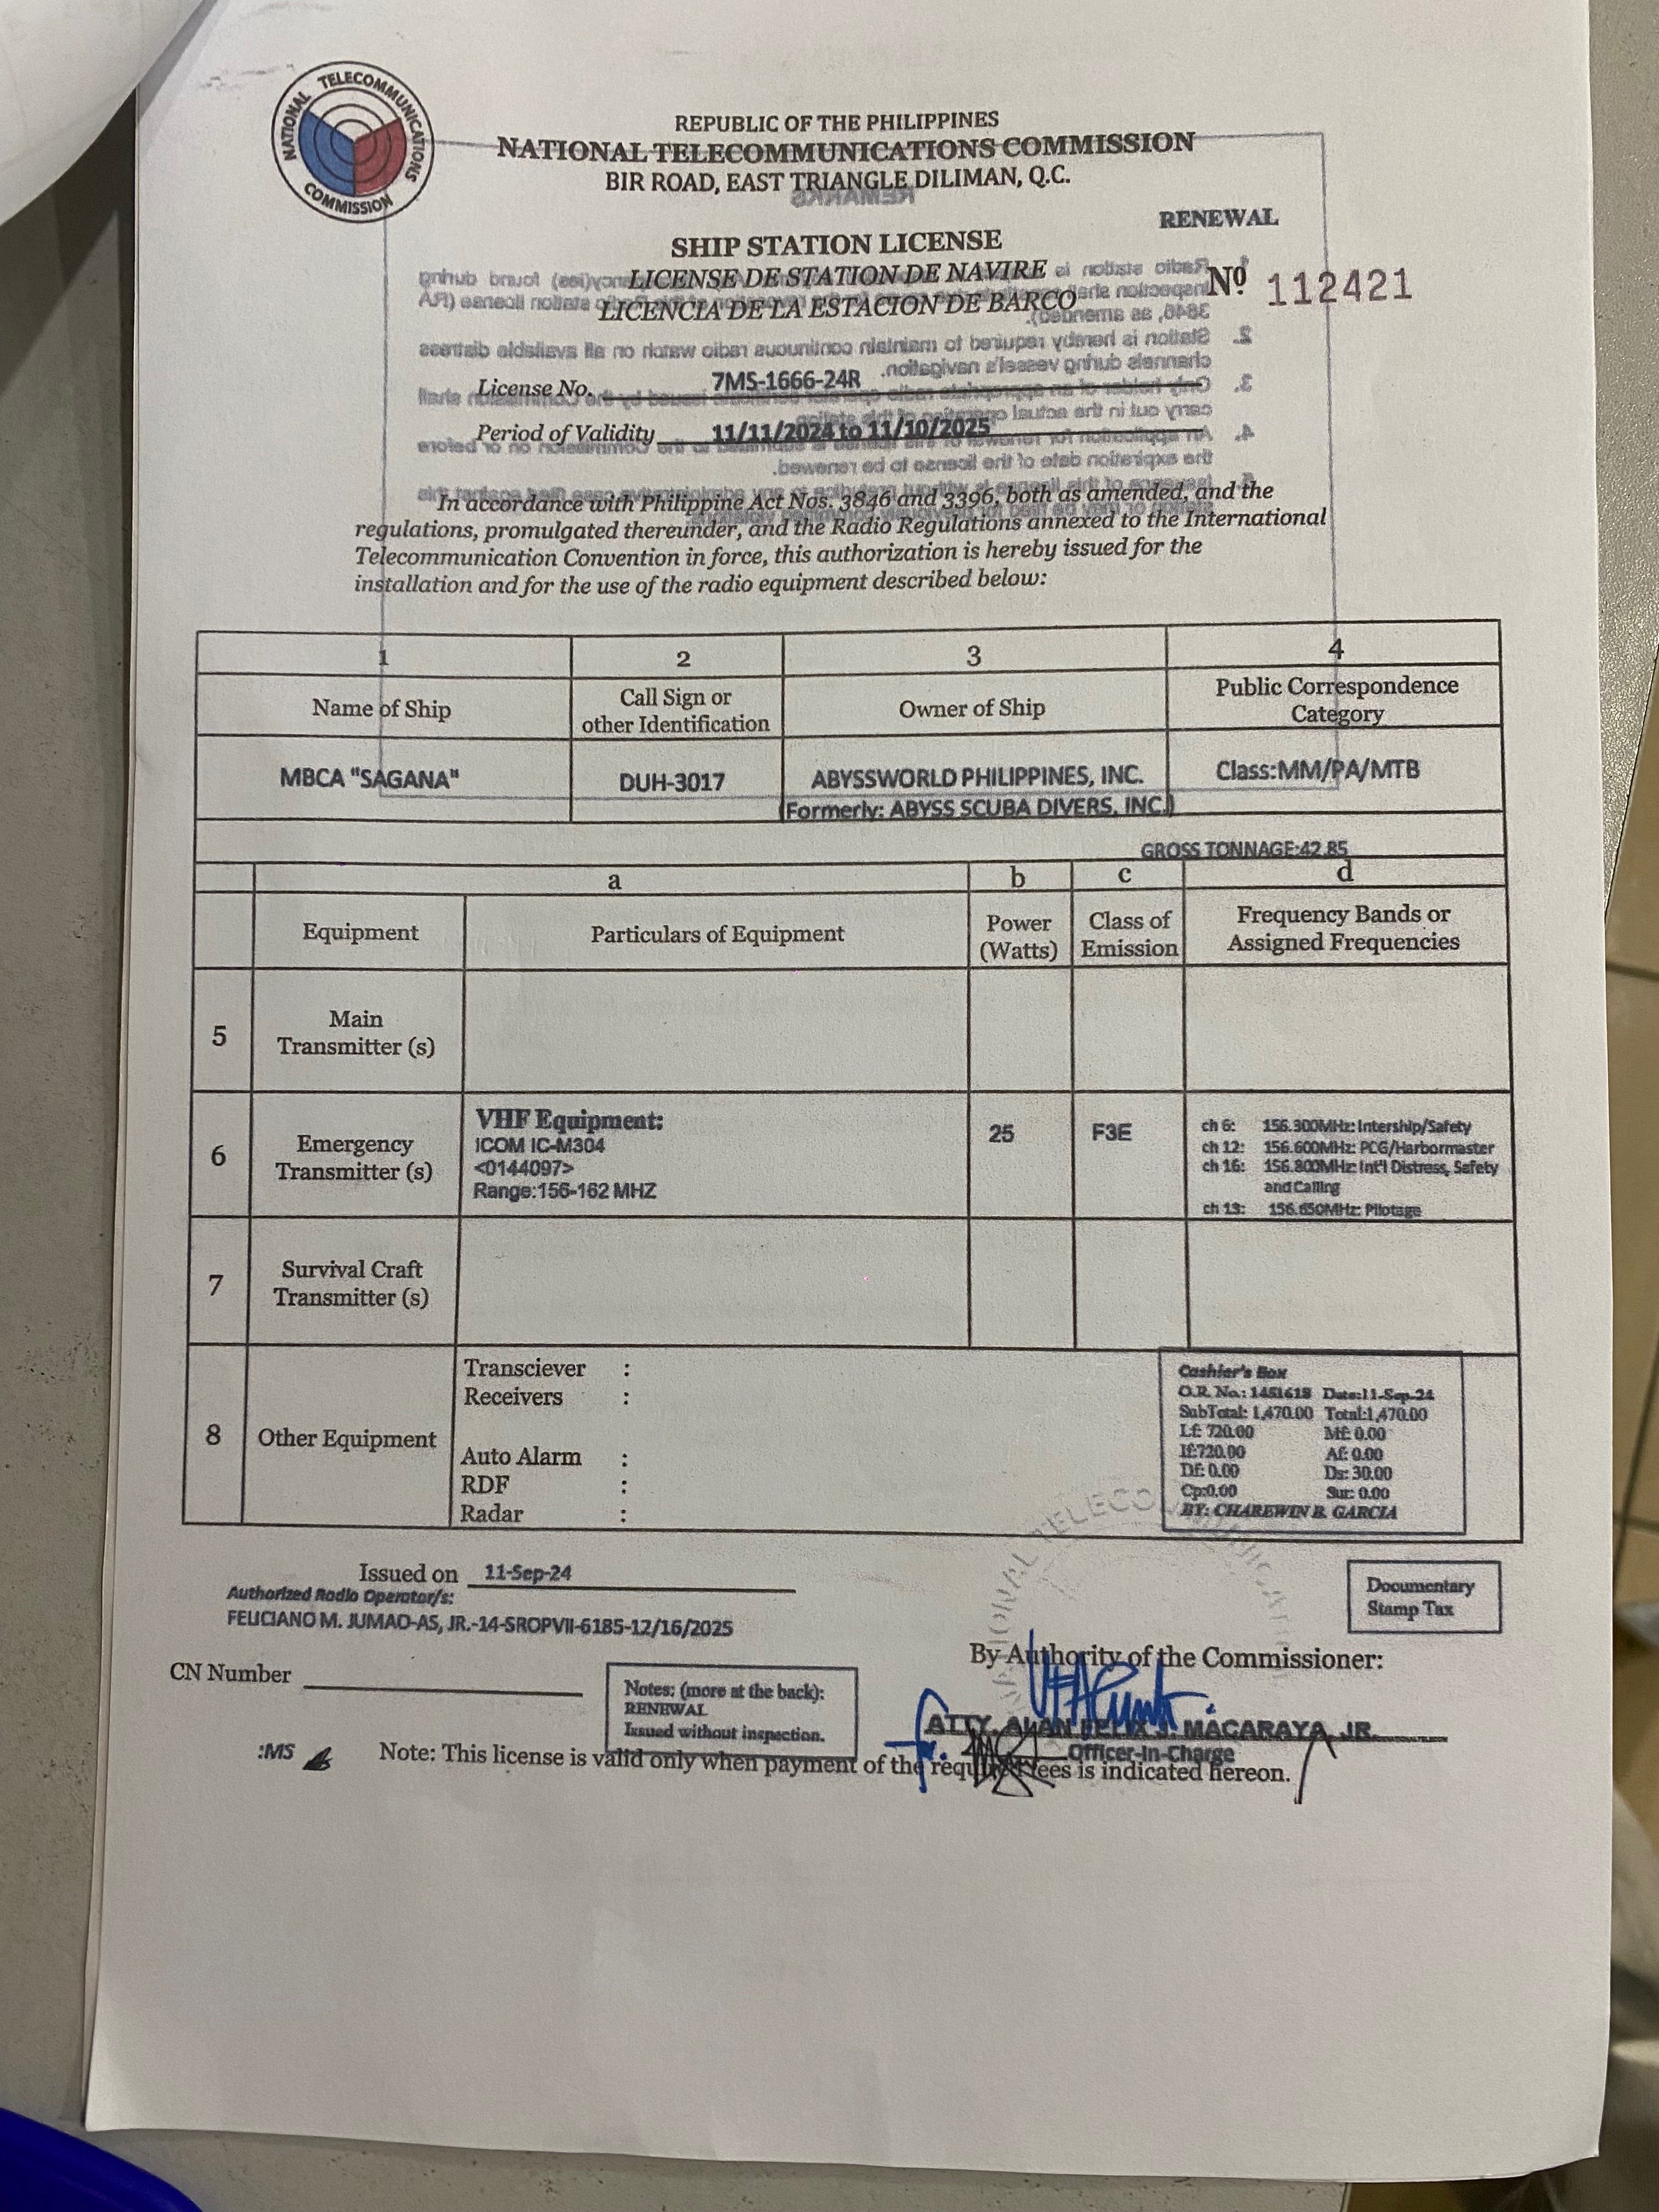 NATIONAL TELECOMMUNICATIONS COMMISSION
REPUBLIC OF THE PHILIPPINES
NATIONAL TELECOMMUNICATIONS COMMISSION
BIR ROAD, EAST TRIANGLE DILIMAN, Q.C.
REMARKS
RENEWAL
SHIP STATION LICENSE
LICENSE DE STATION DE NAVIRE
Nº 112421
LICENCIA DE LA ESTACION DE BARCO
License No. 7MS-1666-24R
Period of Validity 11/11/2024 to 11/10/2025
In accordance with Philippine Act Nos. 3846 and 3396, both as amended, and the
regulations, promulgated thereunder, and the Radio Regulations annexed to the International
Telecommunication Convention in force, this authorization is hereby issued for the
installation and for the use of the radio equipment described below:
1 2 3 4
Name of Ship
Call Sign or
other Identification
Owner of Ship
Public Correspondence
Category
MBCA "SAGANA"
DUH-3017
ABYSSWORLD PHILIPPINES, INC.
(Formerly: ABYSS SCUBA DIVERS, INC.)
Class:MM/PA/MTB
GROSS TONNAGE:42.85
a b c d
Equipment
Particulars of Equipment
Power
(Watts)
Class of
Emission
Frequency Bands or
Assigned Frequencies
5
Main
Transmitter (s)
6
Emergency
Transmitter (s)
VHF Equipment:
ICOM IC-M304
<0144097>
Range:156-162 MHZ
25
F3E
ch 6: 156.300MHz: Intership/Safety
ch 12: 156.600MHz: PCG/Harbormaster
ch 16: 156.800MHz: Int'l Distress, Safety
and Calling
ch 13: 156.650MHz: Pilotage
7
Survival Craft
Transmitter (s)
8
Other Equipment
Transciever :
Receivers :
Auto Alarm :
RDF :
Radar :
Cashier's Box
O.R. No.: 1451618 Date:11-Sep-24
SubTotal: 1,470.00 Total:1,470.00
Lf: 720.00 Mf: 0.00
If:720.00 Af: 0.00
Df: 0.00 Ds: 30.00
Cp:0.00 Sur: 0.00
BY: CHAREWIN B. GARCIA
Issued on 11-Sep-24
Authorized Radio Operator/s:
FELICIANO M. JUMAO-AS, JR.-14-SROPVII-6185-12/16/2025
Documentary
Stamp Tax
By Authority of the Commissioner:
CN Number
Notes: (more at the back):
RENEWAL
Issued without inspection.
ATTY. ALAN FELIX J. MACARAYA, JR.
Officer-In-Charge
:MS
Note: This license is valid only when payment of the required fees is indicated hereon.